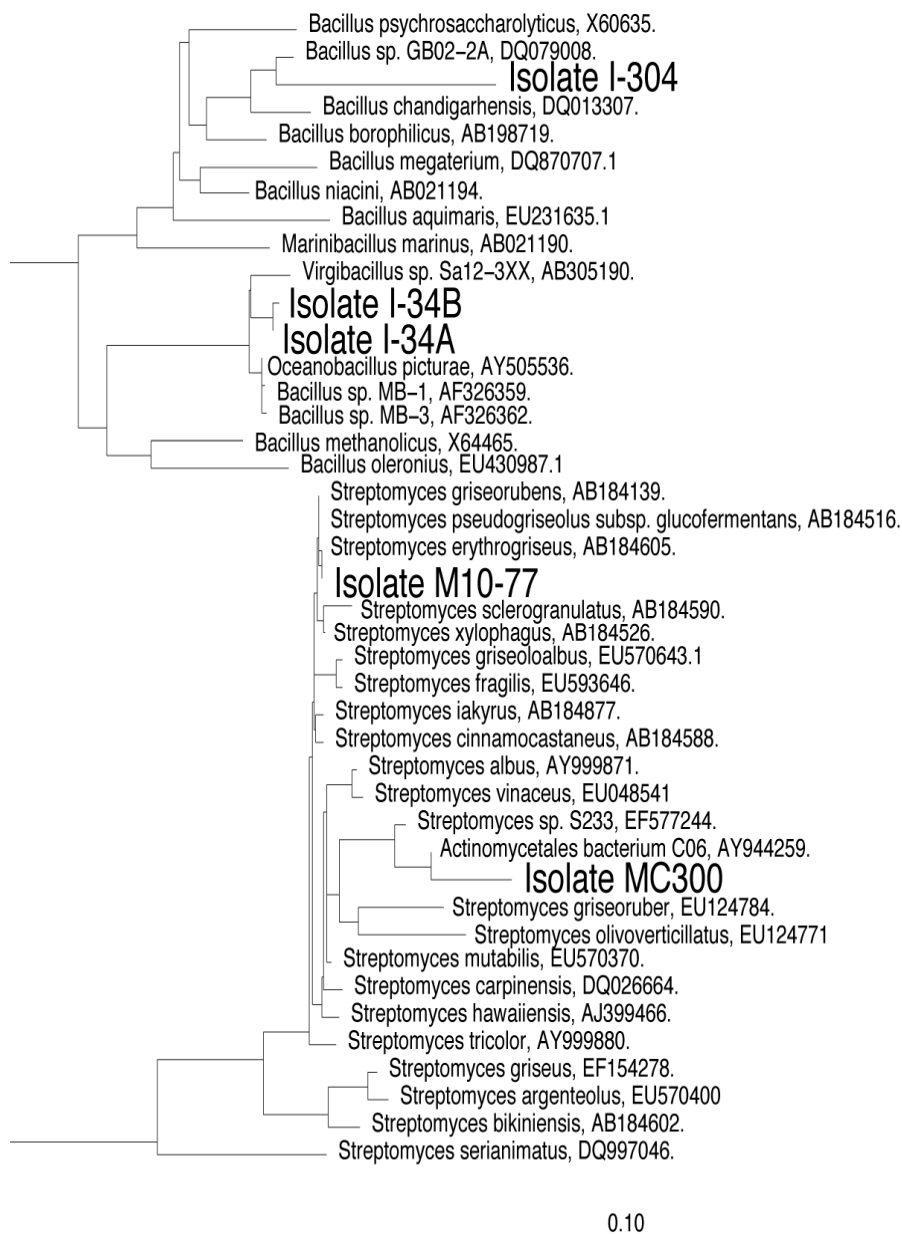 Bacillus psychrosaccharolyticus, X60635.
Bacillus sp. GB02−2A, DQ079008.
Isolate I-304
Bacillus chandigarhensis, DQ013307.
Bacillus borophilicus, AB198719.
Bacillus megaterium, DQ870707.1
Bacillus niacini, AB021194.
Bacillus aquimaris, EU231635.1
Marinibacillus marinus, AB021190.
Virgibacillus sp. Sa12−3XX, AB305190.
Isolate I-34B
Isolate I-34A
Oceanobacillus picturae, AY505536.
Bacillus sp. MB−1, AF326359.
Bacillus sp. MB−3, AF326362.
Bacillus methanolicus, X64465.
Bacillus oleronius, EU430987.1
Streptomyces griseorubens, AB184139.
Streptomyces pseudogriseolus subsp. glucofermentans, AB184516.
Streptomyces erythrogriseus, AB184605.
Isolate M10-77
Streptomyces sclerogranulatus, AB184590.
Streptomyces xylophagus, AB184526.
Streptomyces griseoloalbus, EU570643.1
Streptomyces fragilis, EU593646.
Streptomyces iakyrus, AB184877.
Streptomyces cinnamocastaneus, AB184588.
Streptomyces albus, AY999871.
Streptomyces vinaceus, EU048541
Streptomyces sp. S233, EF577244.
Actinomycetales bacterium C06, AY944259.
Isolate MC300
Streptomyces griseoruber, EU124784.
Streptomyces olivoverticillatus, EU124771
Streptomyces mutabilis, EU570370.
Streptomyces carpinensis, DQ026664.
Streptomyces hawaiiensis, AJ399466.
Streptomyces tricolor, AY999880.
Streptomyces griseus, EF154278.
Streptomyces argenteolus, EU570400
Streptomyces bikiniensis, AB184602.
Streptomyces serianimatus, DQ997046.
0.10